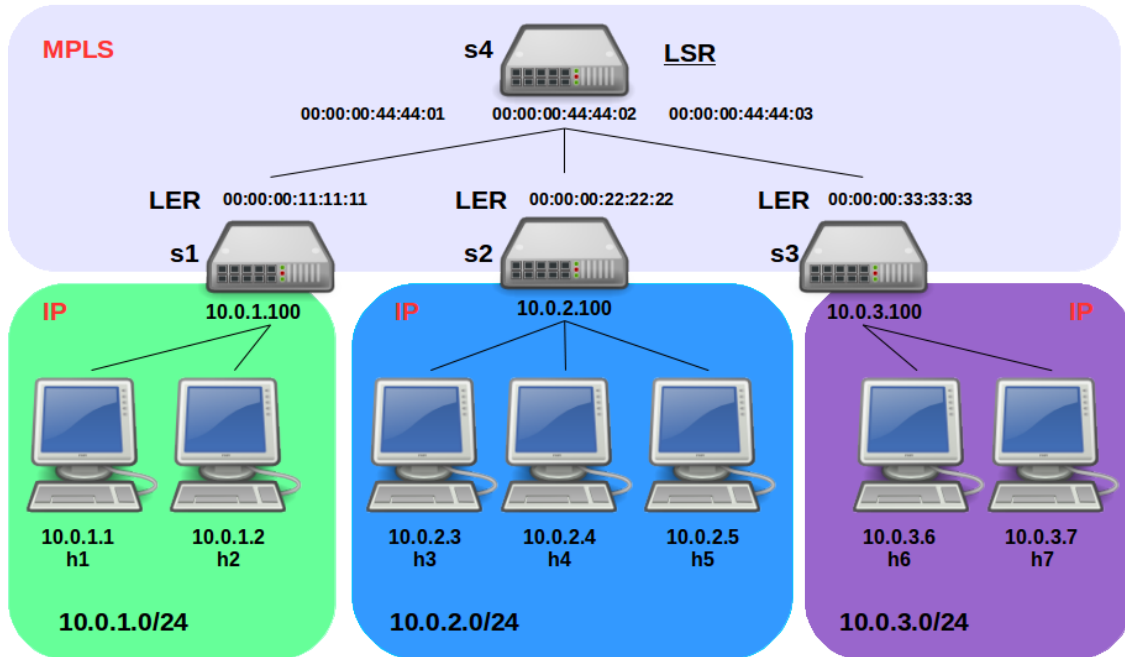 MPLS
s4
LSR
00:00:00:44:44:01
00:00:00:44:44:02
00:00:00:44:44:03
LER
00:00:00:11:11:11
LER
00:00:00:22:22:22
LER
00:00:00:33:33:33
s1
s2
s3
IP
10.0.1.100
IP
10.0.2.100
10.0.3.100
IP
10.0.1.1
h1
10.0.1.2
h2
10.0.2.3
h3
10.0.2.4
h4
10.0.2.5
h5
10.0.3.6
h6
10.0.3.7
h7
10.0.1.0/24
10.0.2.0/24
10.0.3.0/24